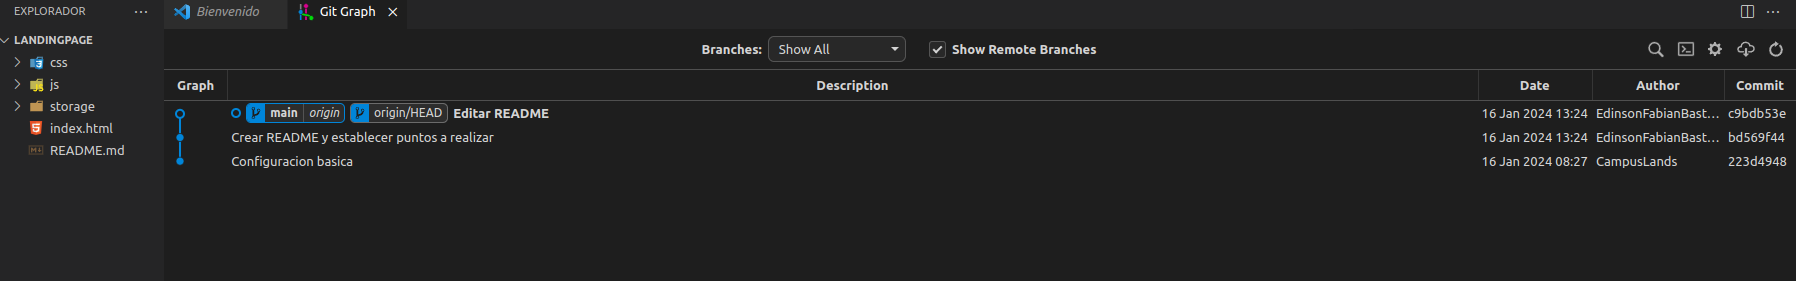 EXPLORADOR ···
Bienvenido
Git Graph
LANDINGPAGE
css
js
storage
index.html
README.md
Branches: Show All Show Remote Branches
Graph Description Date Author Commit
main origin origin/HEAD Editar README 16 Jan 2024 13:24 EdinsonFabianBast... c9bdb53e
Crear README y establecer puntos a realizar 16 Jan 2024 13:24 EdinsonFabianBast... bd569f44
Configuracion basica 16 Jan 2024 08:27 CampusLands 223d4948